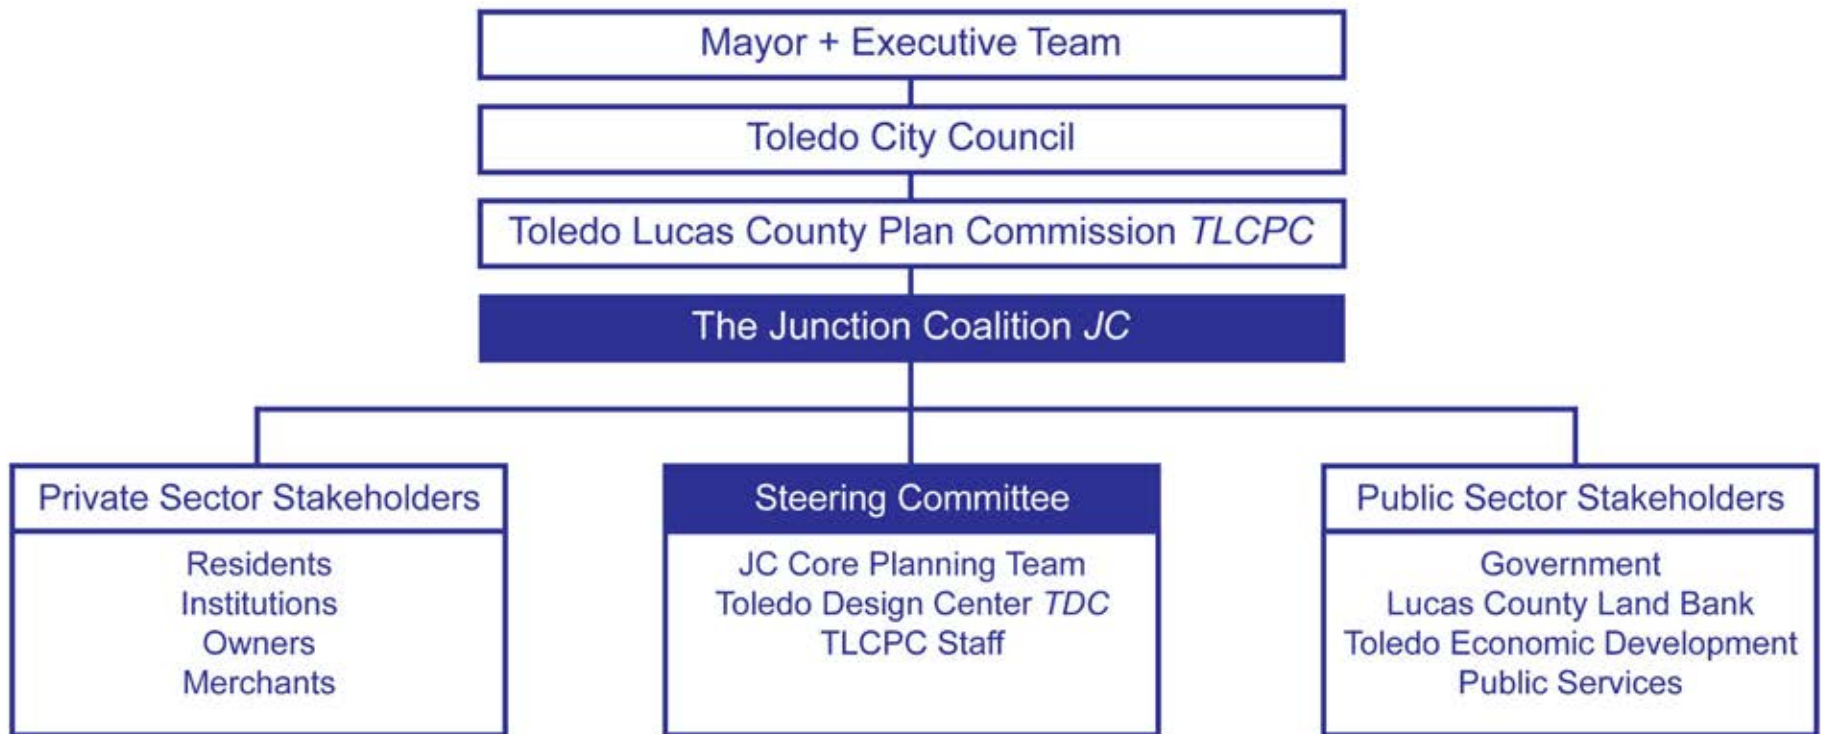 Mayor + Executive Team
Toledo City Council
Toledo Lucas County Plan Commission TLCPC
The Junction Coalition JC
Private Sector Stakeholders
Residents
Institutions
Owners
Merchants
Steering Committee
JC Core Planning Team
Toledo Design Center TDC
TLCPC Staff
Public Sector Stakeholders
Government
Lucas County Land Bank
Toledo Economic Development
Public Services